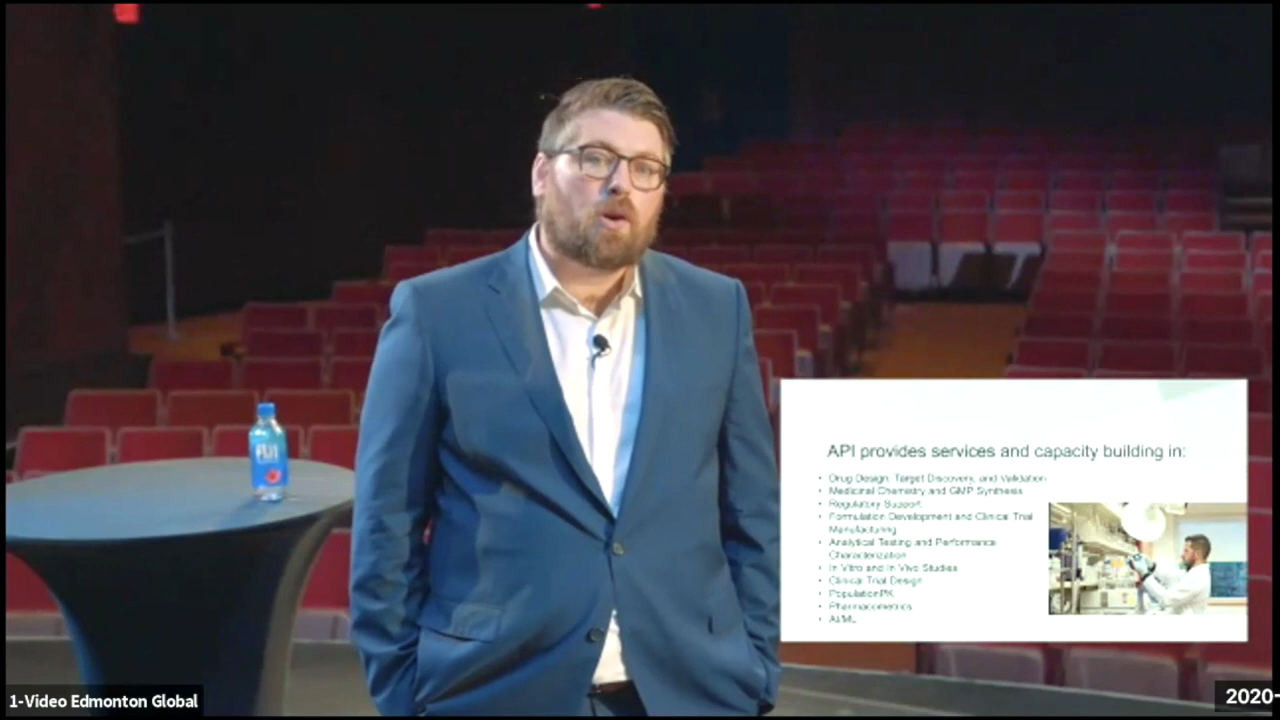 FIJI
API provides services and capacity building in:
• Drug Design, Target Discovery, and Validation
• Medicinal Chemistry and GMP Synthesis
• Regulatory Support
• Formulation Development and Clinical Trial
Manufacturing
• Analytical Testing and Performance
Characterization
• In Vitro and In Vivo Studies
• Clinical Trial Design
• PopulationPK
• Pharmacometrics
• AI/ML
1-Video Edmonton Global
2020-